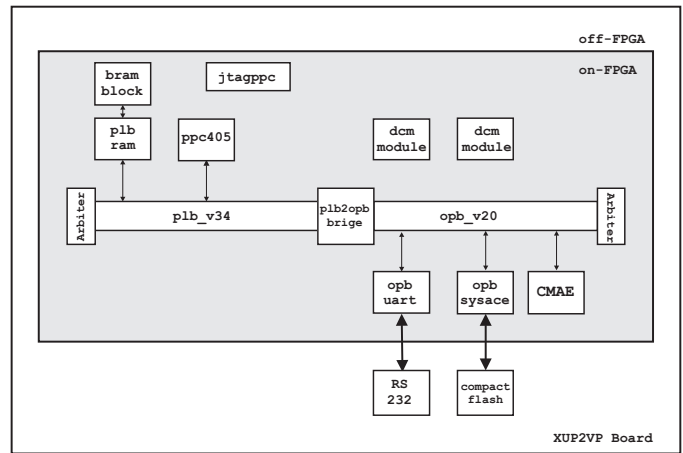 off-FPGA
on-FPGA
bram
block
jtagppc
plb
ram
ppc405
dcm
module
dcm
module
Arbiter
plb_v34
plb2opb
brige
opb_v20
Arbiter
opb
uart
opb
sysace
CMAE
RS
232
compact
flash
XUP2VP Board